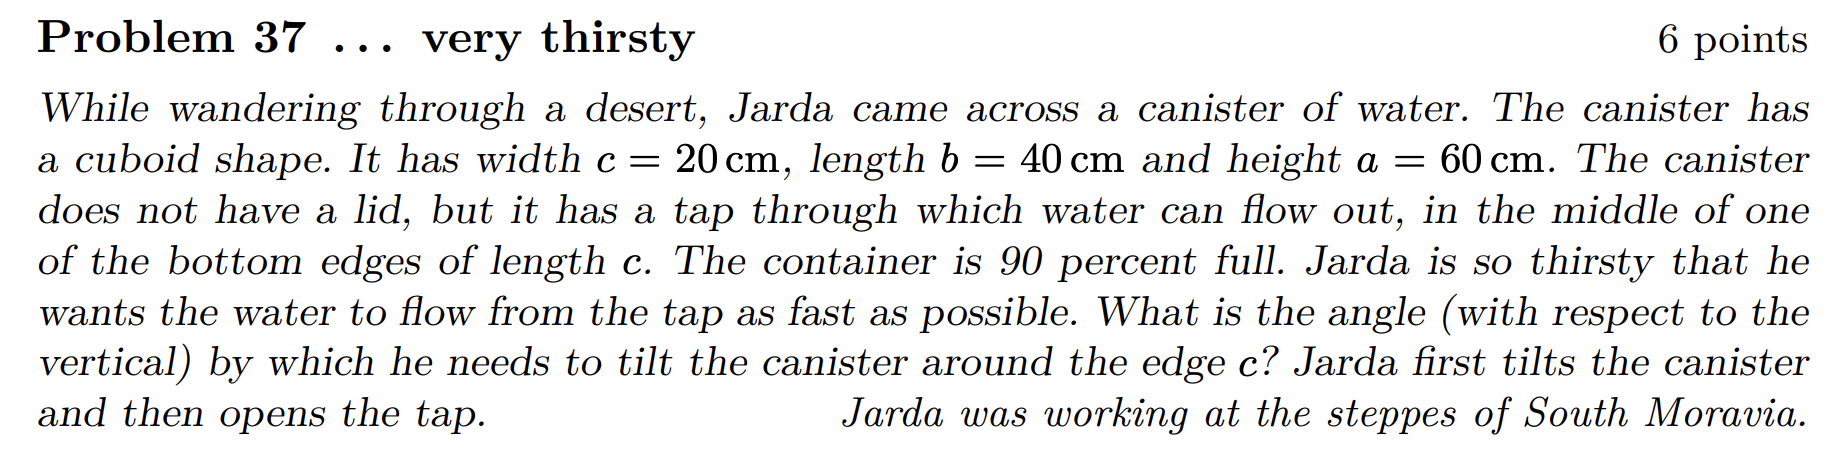 Problem 37 ... very thirsty 6 points
While wandering through a desert, Jarda came across a canister of water. The canister has
a cuboid shape. It has width c = 20 cm, length b = 40 cm and height a = 60 cm. The canister
does not have a lid, but it has a tap through which water can flow out, in the middle of one
of the bottom edges of length c. The container is 90 percent full. Jarda is so thirsty that he
wants the water to flow from the tap as fast as possible. What is the angle (with respect to the
vertical) by which he needs to tilt the canister around the edge c? Jarda first tilts the canister
and then opens the tap. Jarda was working at the steppes of South Moravia.